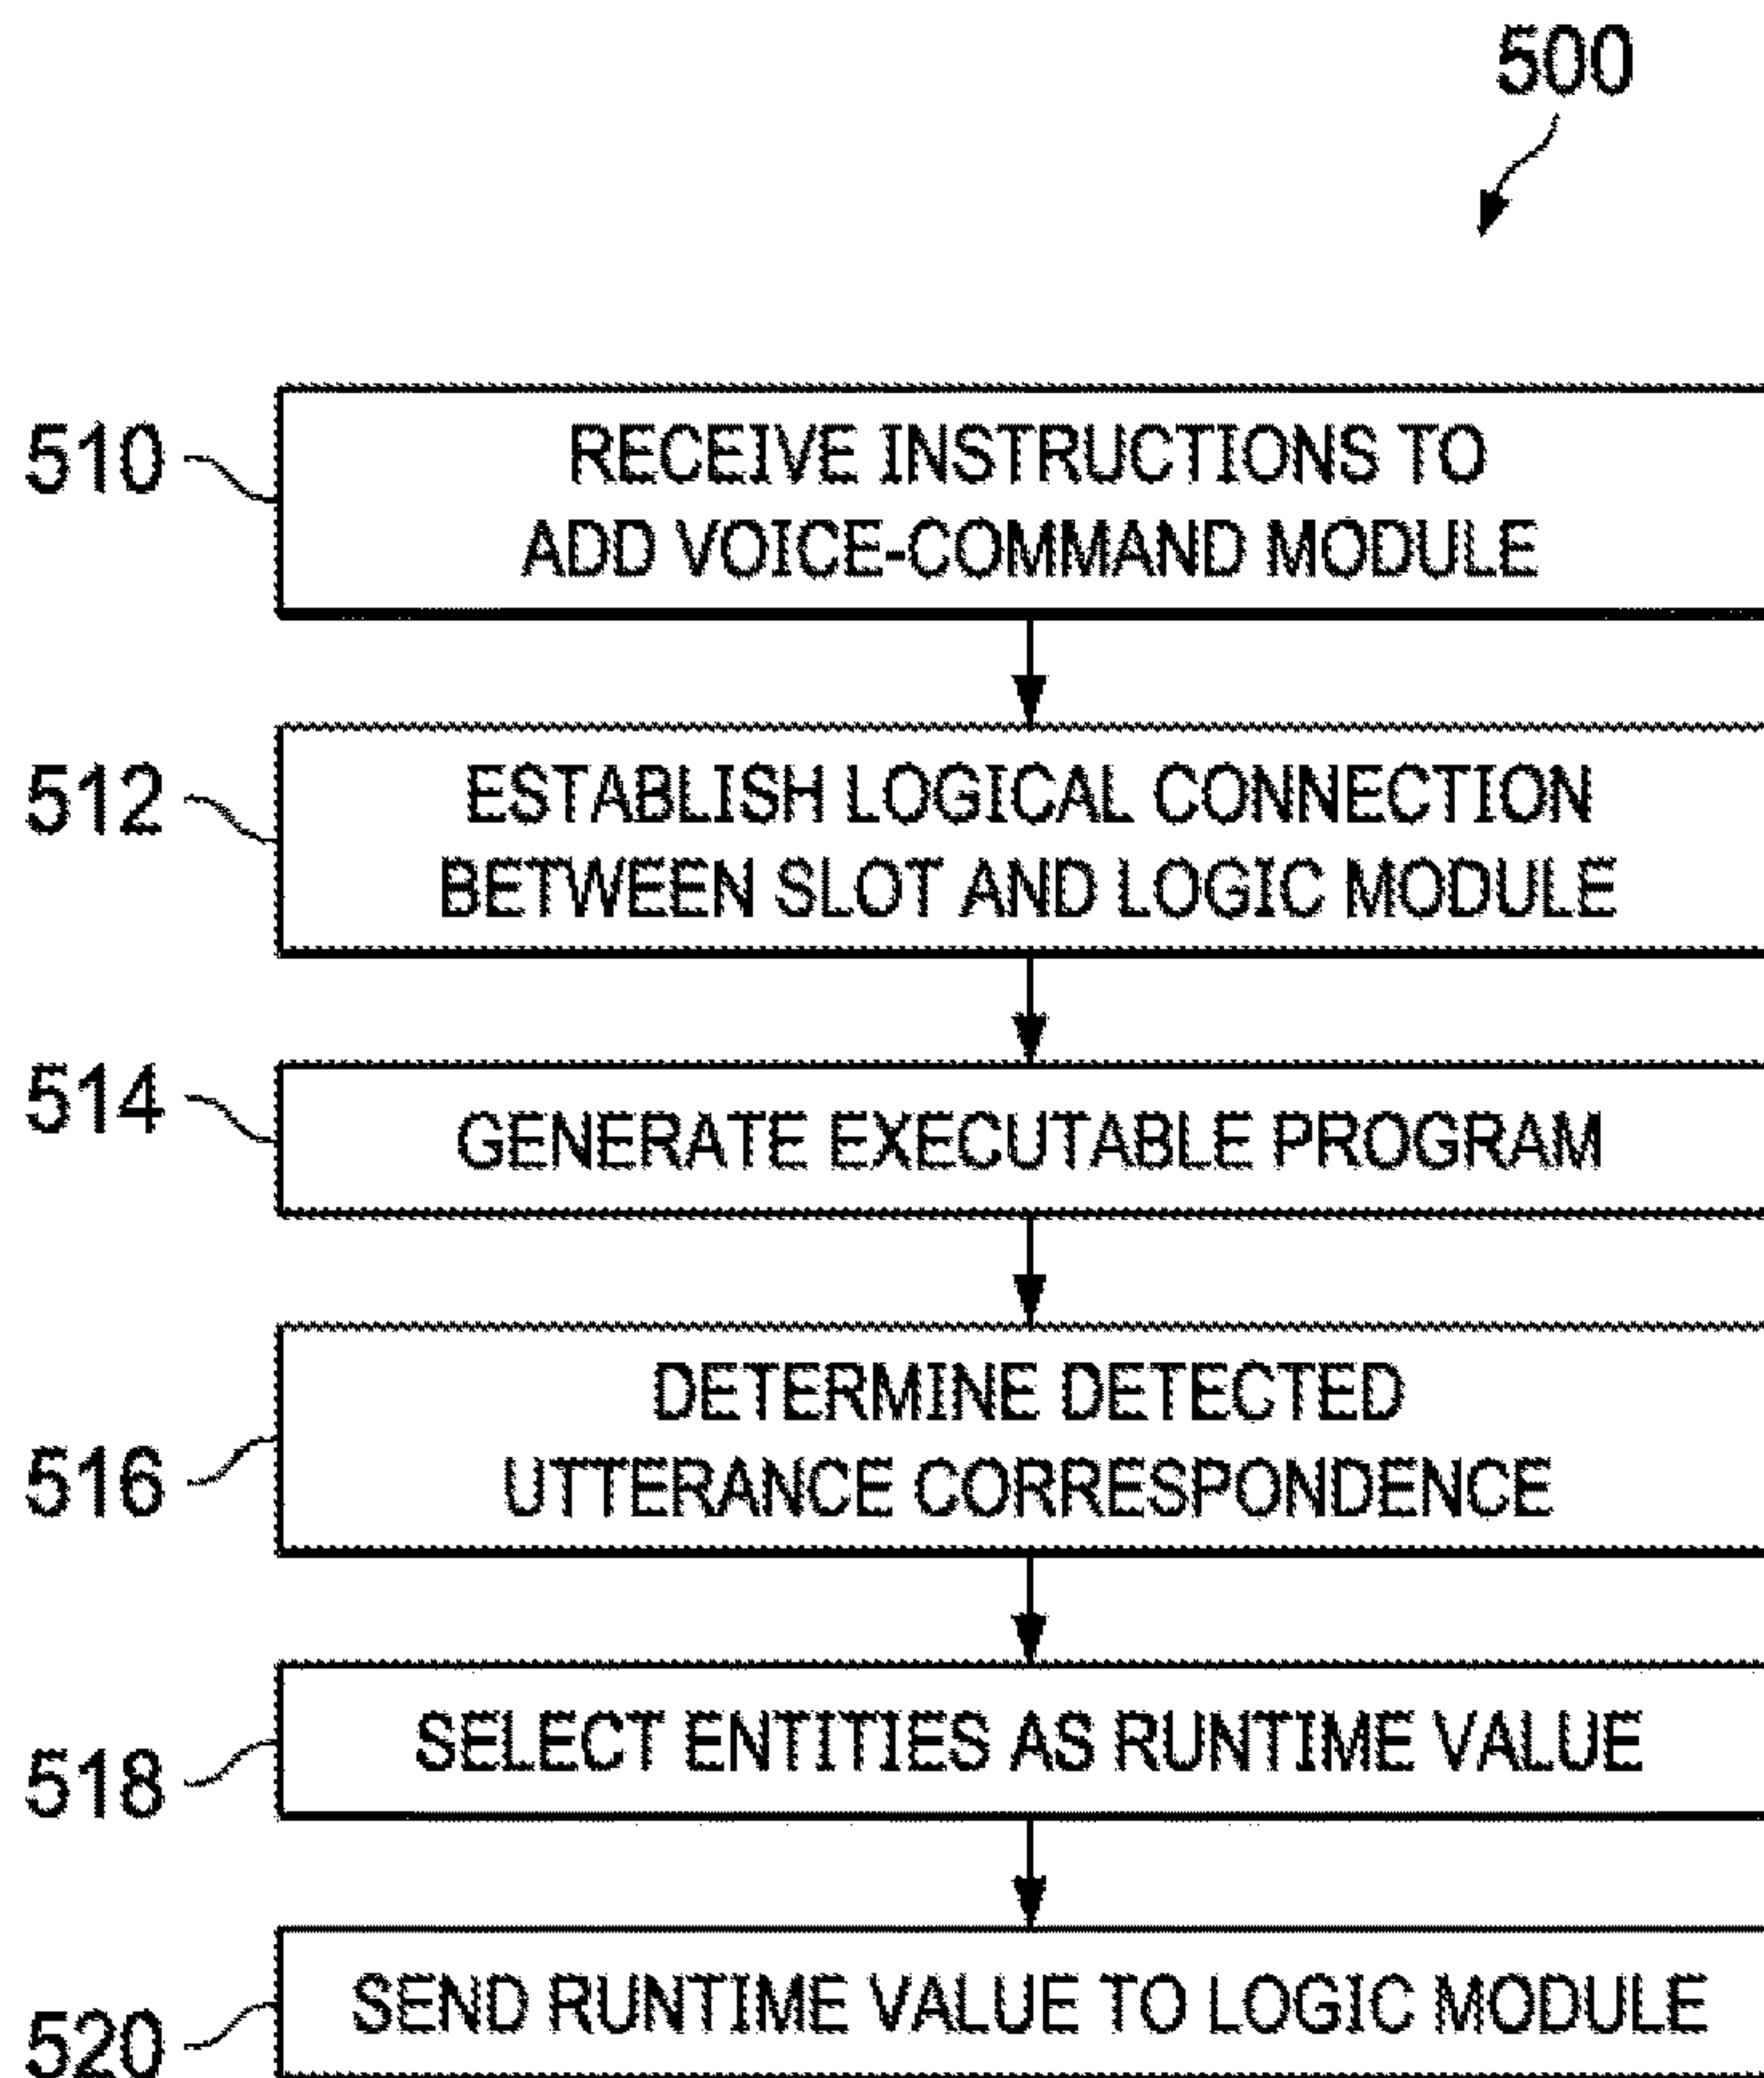 500
510
RECEIVE INSTRUCTIONS TO
ADD VOICE-COMMAND MODULE
512
ESTABLISH LOGICAL CONNECTION
BETWEEN SLOT AND LOGIC MODULE
514
GENERATE EXECUTABLE PROGRAM
516
DETERMINE DETECTED
UTTERANCE CORRESPONDENCE
518
SELECT ENTITIES AS RUNTIME VALUE
520
SEND RUNTIME VALUE TO LOGIC MODULE